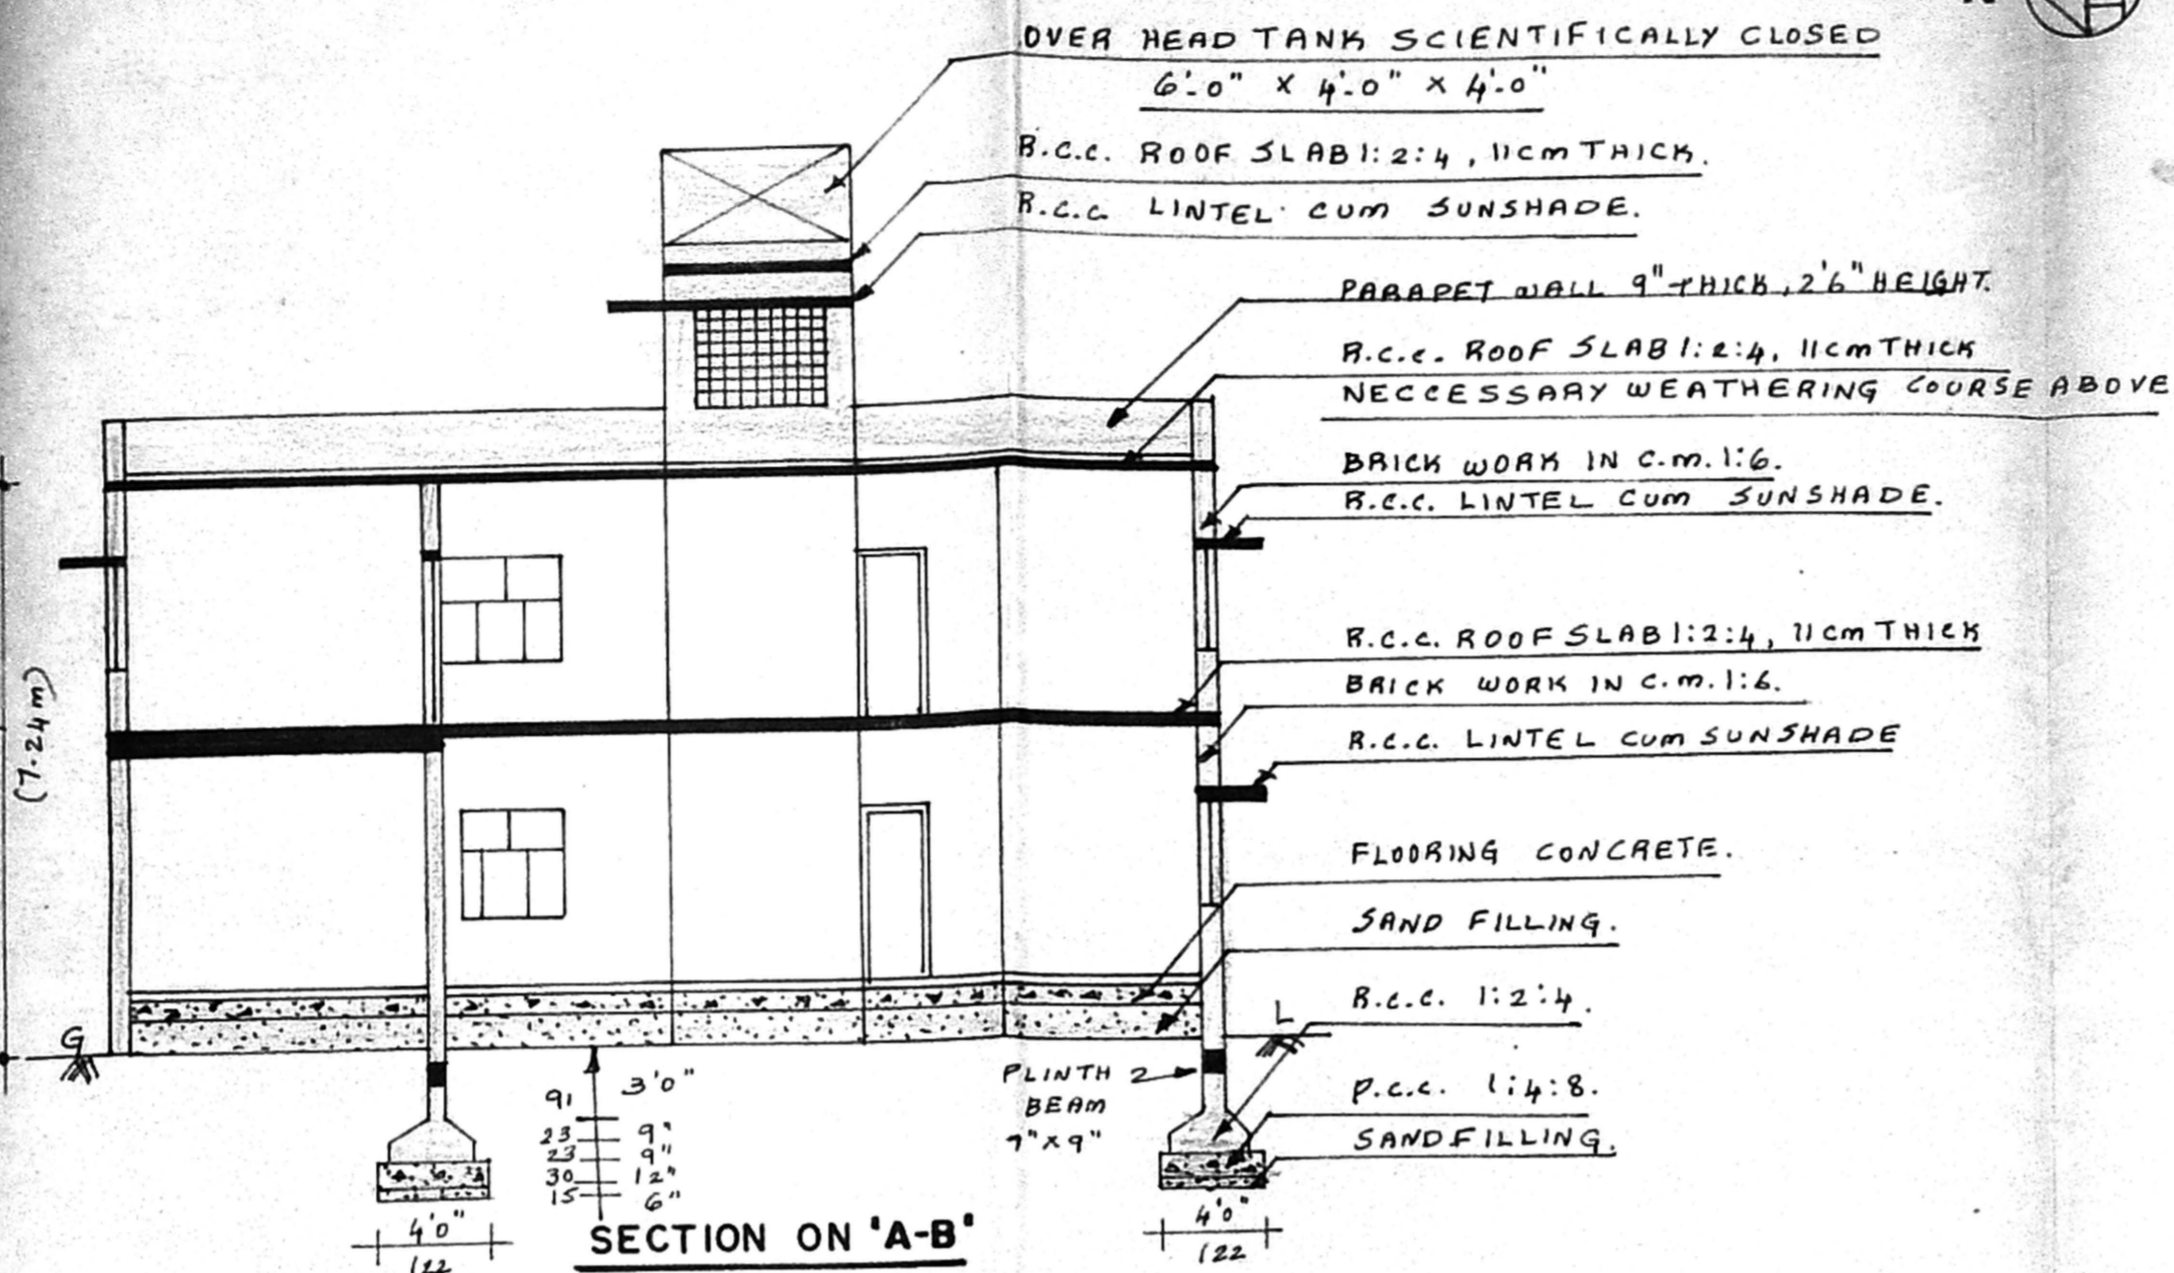 OVER HEAD TANK SCIENTIFICALLY CLOSED
6'-0" x 4'-0" x 4'-0"
R.C.C. ROOF SLAB 1:2:4, 11cm THICK.
R.C.C. LINTEL CUM SUNSHADE.
PARAPET WALL 9" THICK, 2'6" HEIGHT.
R.C.C. ROOF SLAB 1:2:4, 11cm THICK
NECCESSARY WEATHERING COURSE ABOVE
BRICK WORK IN C.M. 1:6.
R.C.C. LINTEL CUM SUNSHADE.
R.C.C. ROOF SLAB 1:2:4, 11cm THICK
BRICK WORK IN C.M. 1:6.
R.C.C. LINTEL CUM SUNSHADE
(7.24m)
FLOORING CONCRETE.
SAND FILLING.
R.C.C. 1:2:4.
G
L
P.C.C. 1:4:8.
SANDFILLING.
PLINTH
BEAM
9" x 9"
91 3'0"
23 9"
23 9"
30 12"
15 6"
4'0"
122
4'0"
122
SECTION ON 'A-B'